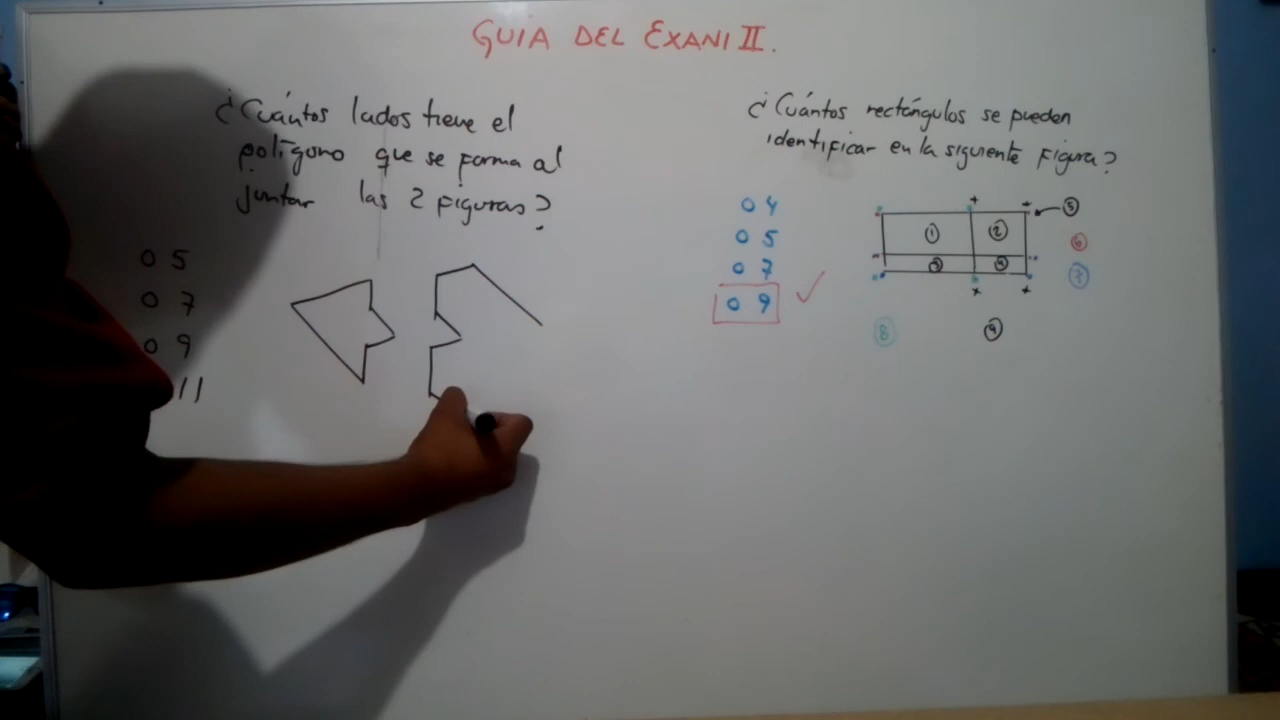 GUIA DEL EXANI II.
¿Cuántos lados tiene el
polígono que se forma al
juntar las 2 figuras?
o 5
o 7
o 9
11
¿Cuántos rectángulos se pueden
identificar en la siguiente figura?
o 4
o 5
o 7
o 9 ✓
1 2
3 4
5
6
7
8 9